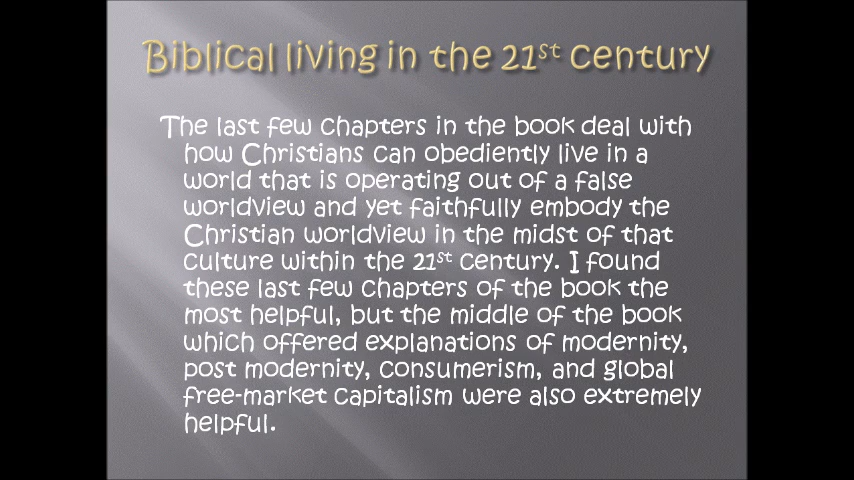 Biblical living in the 21st century
The last few chapters in the book deal with
how Christians can obediently live in a
world that is operating out of a false
worldview and yet faithfully embody the
Christian worldview in the midst of that
culture within the 21st century. I found
these last few chapters of the book the
most helpful, but the middle of the book
which offered explanations of modernity,
post modernity, consumerism, and global
free-market capitalism were also extremely
helpful.